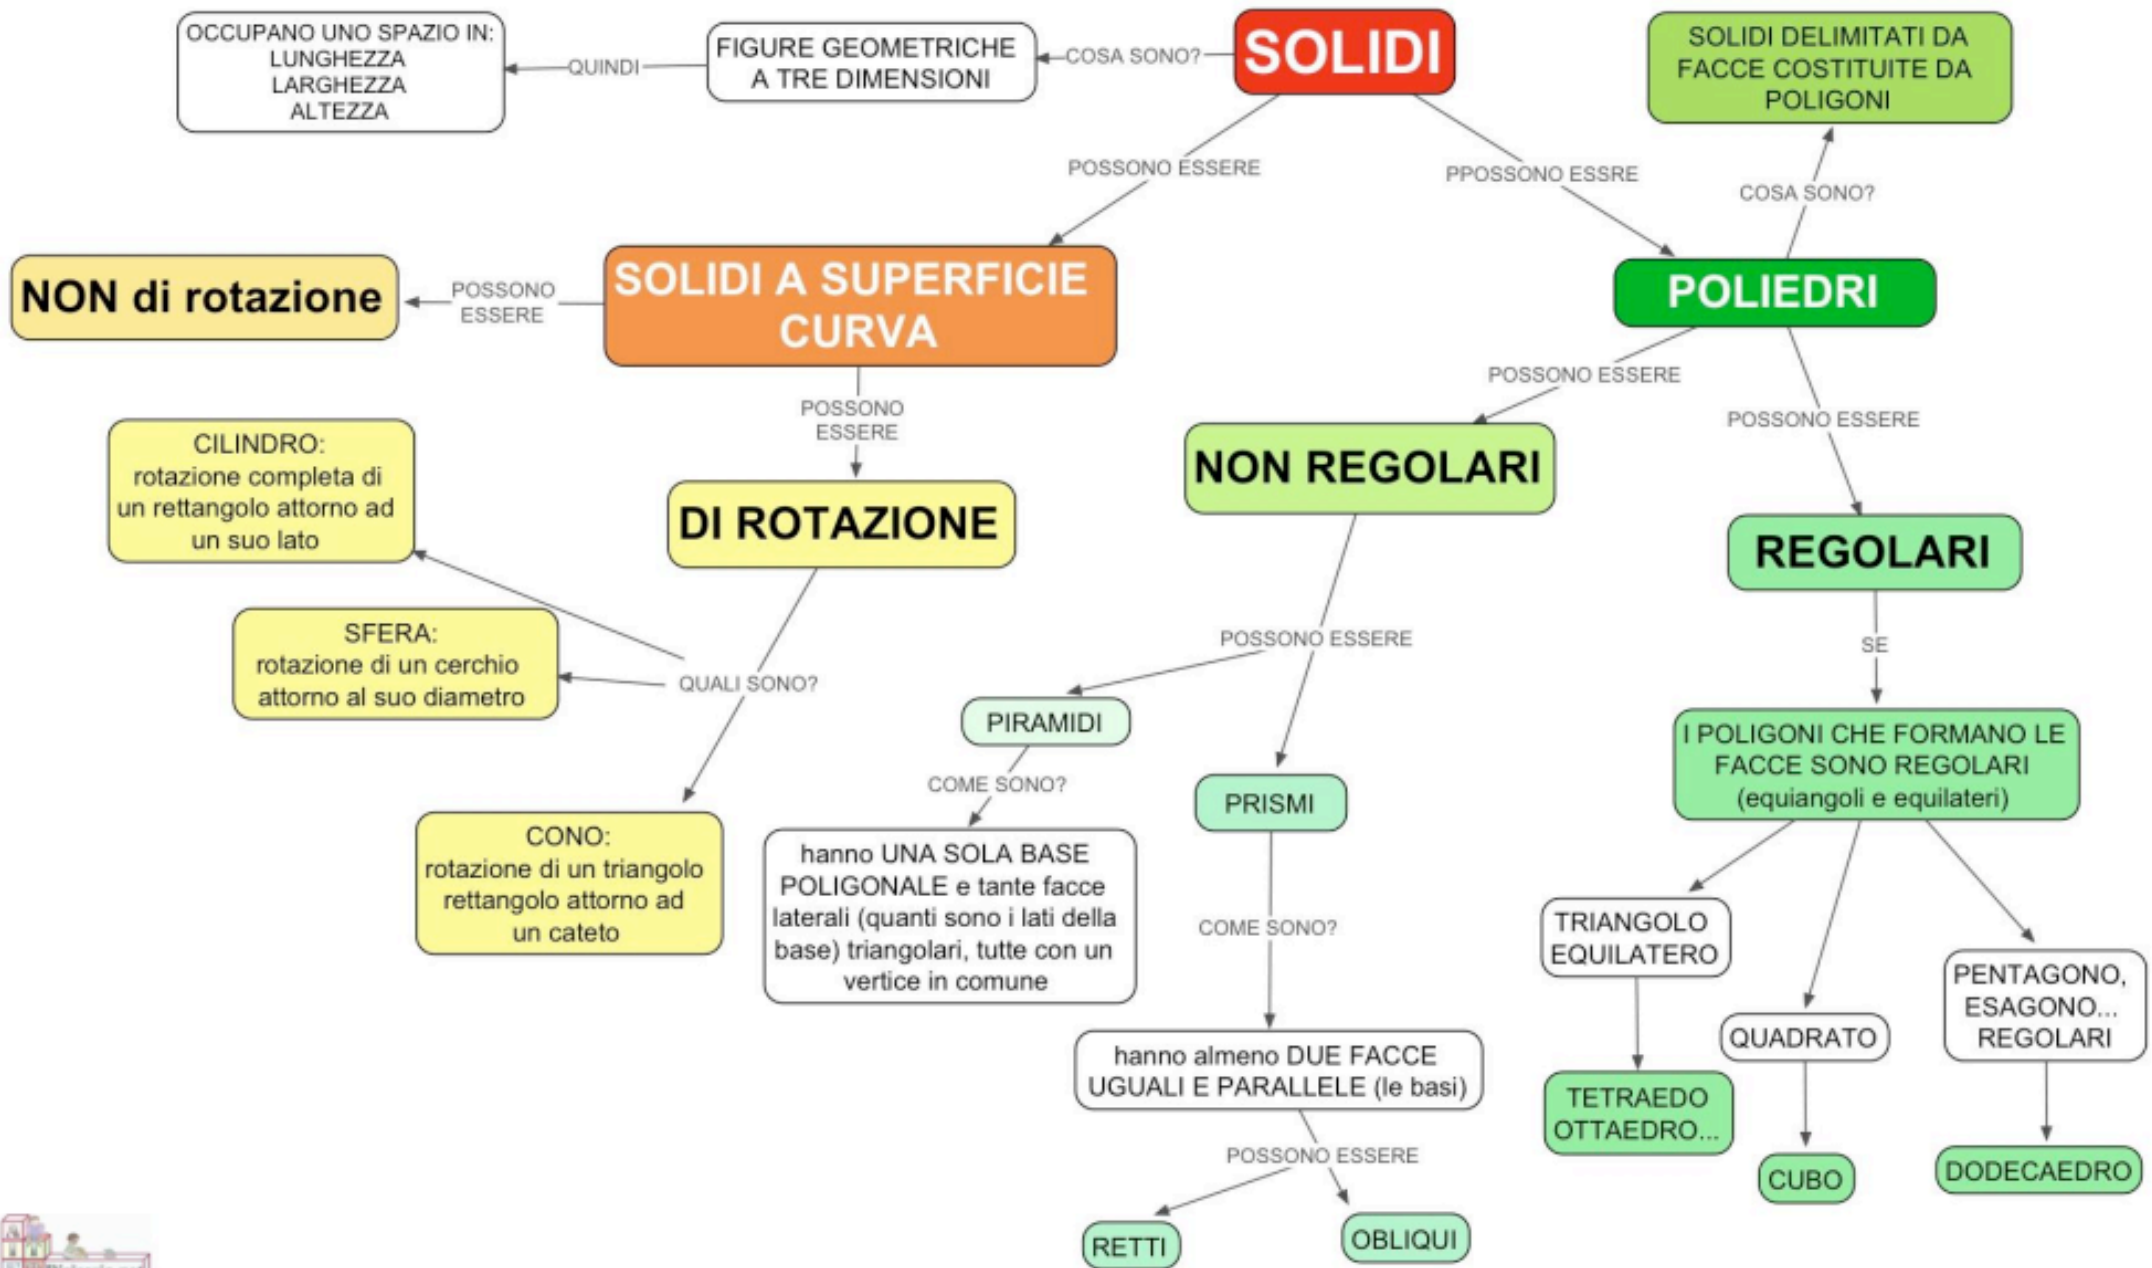 SOLIDI
COSA SONO?
FIGURE GEOMETRICHE
A TRE DIMENSIONI
QUINDI
OCCUPANO UNO SPAZIO IN:
LUNGHEZZA
LARGHEZZA
ALTEZZA
POSSONO ESSERE
PPOSSONO ESSRE
SOLIDI DELIMITATI DA
FACCE COSTITUITE DA
POLIGONI
COSA SONO?
SOLIDI A SUPERFICIE
CURVA
POSSONO
ESSERE
NON di rotazione
POSSONO
ESSERE
DI ROTAZIONE
QUALI SONO?
CILINDRO:
rotazione completa di
un rettangolo attorno ad
un suo lato
SFERA:
rotazione di un cerchio
attorno al suo diametro
CONO:
rotazione di un triangolo
rettangolo attorno ad
un cateto
POLIEDRI
POSSONO ESSERE
NON REGOLARI
POSSONO ESSERE
PIRAMIDI
COME SONO?
hanno UNA SOLA BASE
POLIGONALE e tante facce
laterali (quanti sono i lati della
base) triangolari, tutte con un
vertice in comune
PRISMI
COME SONO?
hanno almeno DUE FACCE
UGUALI E PARALLELE (le basi)
POSSONO ESSERE
RETTI
OBLIQUI
POSSONO ESSERE
REGOLARI
SE
I POLIGONI CHE FORMANO LE
FACCE SONO REGOLARI
(equiangoli e equilateri)
TRIANGOLO
EQUILATERO
TETRAEDO
OTTAEDRO...
QUADRATO
CUBO
PENTAGONO,
ESAGONO...
REGOLARI
DODECAEDRO